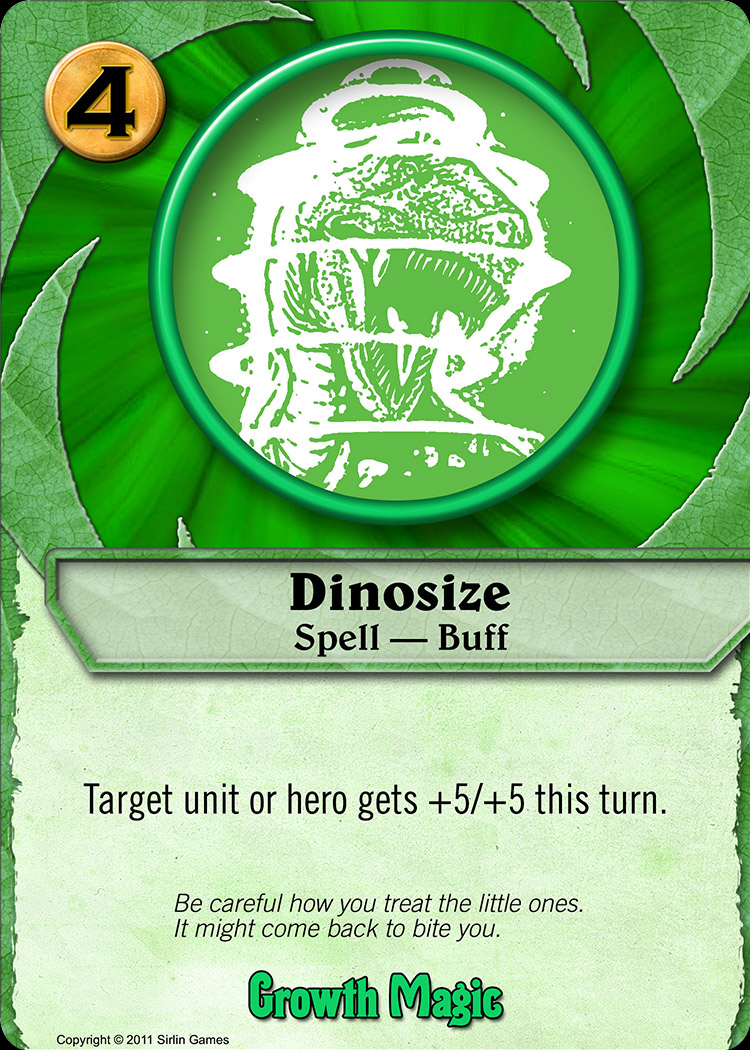 4
Dinosize
Spell — Buff
Target unit or hero gets +5/+5 this turn.
Be careful how you treat the little ones.
It might come back to bite you.
Growth Magic
Copyright © 2011 Sirlin Games